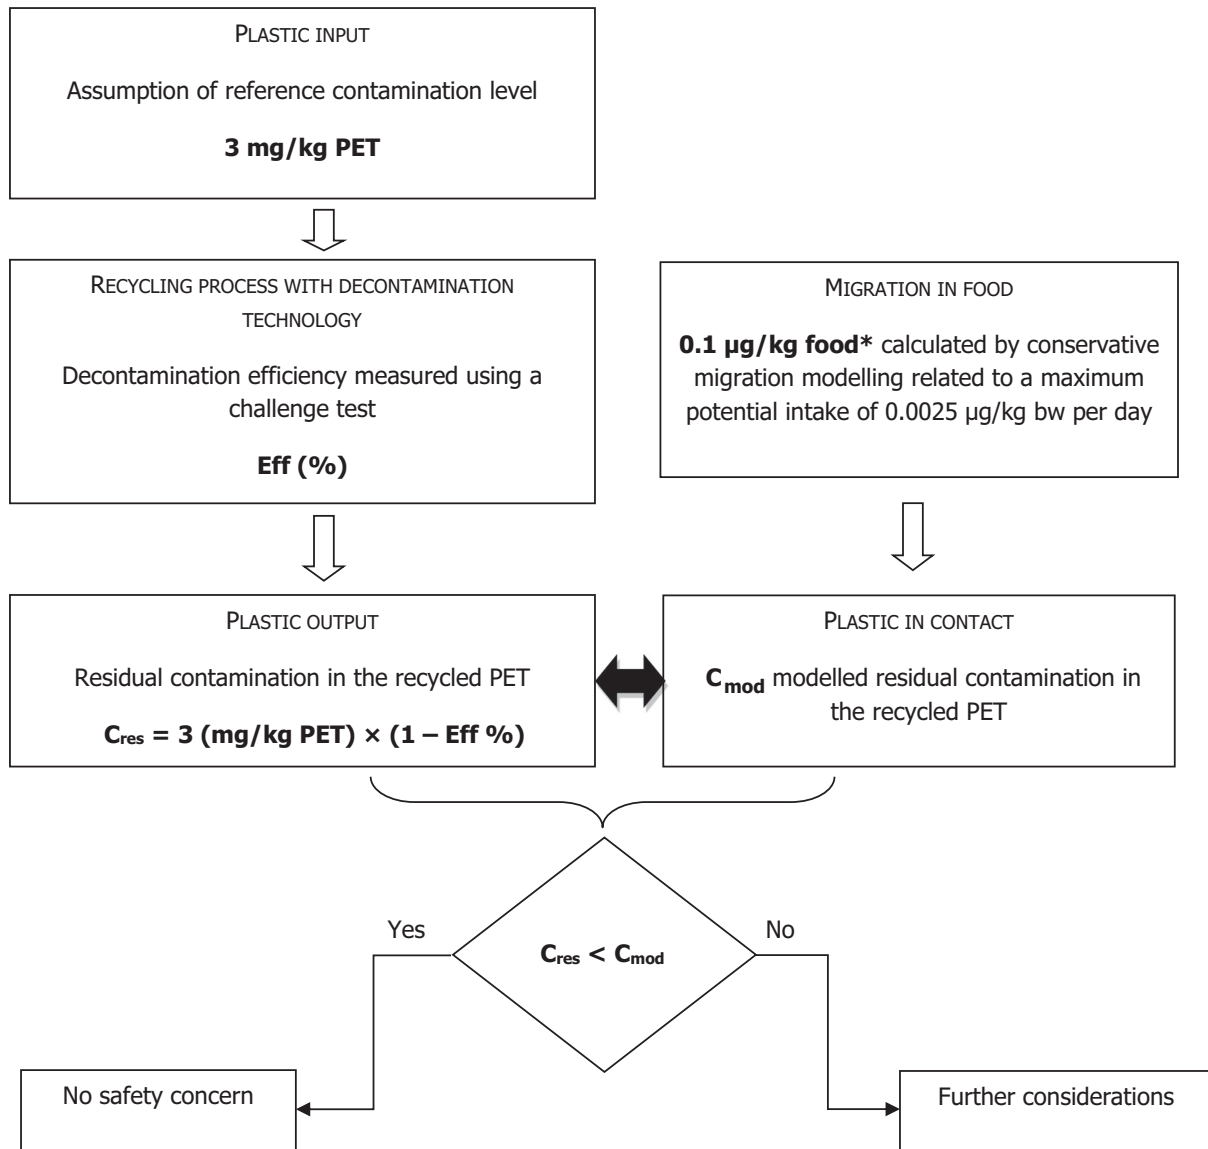 PLASTIC INPUT
Assumption of reference contamination level
3 mg/kg PET
RECYCLING PROCESS WITH DECONTAMINATION
TECHNOLOGY
Decontamination efficiency measured using a
challenge test
Eff (%)
MIGRATION IN FOOD
0.1 µg/kg food* calculated by conservative
migration modelling related to a maximum
potential intake of 0.0025 µg/kg bw per day
PLASTIC OUTPUT
Residual contamination in the recycled PET
Cres = 3 (mg/kg PET) × (1 – Eff %)
PLASTIC IN CONTACT
Cmod modelled residual contamination in
the recycled PET
Yes
No
Cres < Cmod
No safety concern
Further considerations